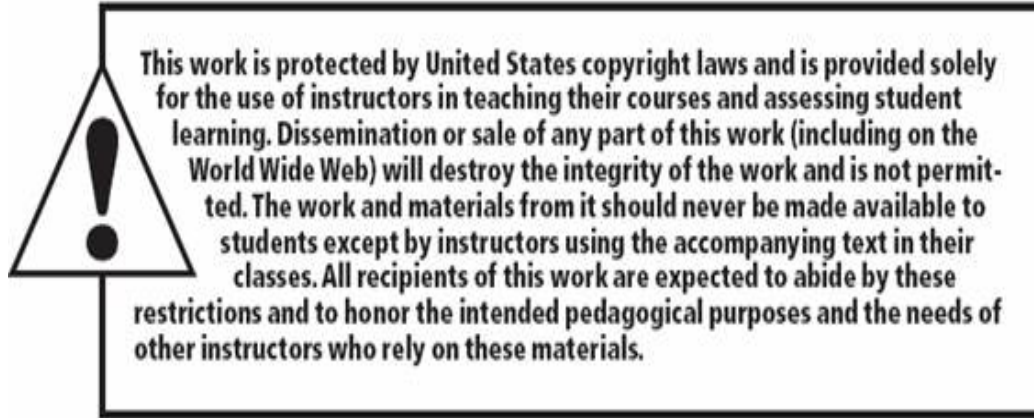 This work is protected by United States copyright laws and is provided solely
for the use of instructors in teaching their courses and assessing student
learning. Dissemination or sale of any part of this work (including on the
World Wide Web) will destroy the integrity of the work and is not permit-
ted. The work and materials from it should never be made available to
students except by instructors using the accompanying text in their
classes. All recipients of this work are expected to abide by these
restrictions and to honor the intended pedagogical purposes and the needs of
other instructors who rely on these materials.